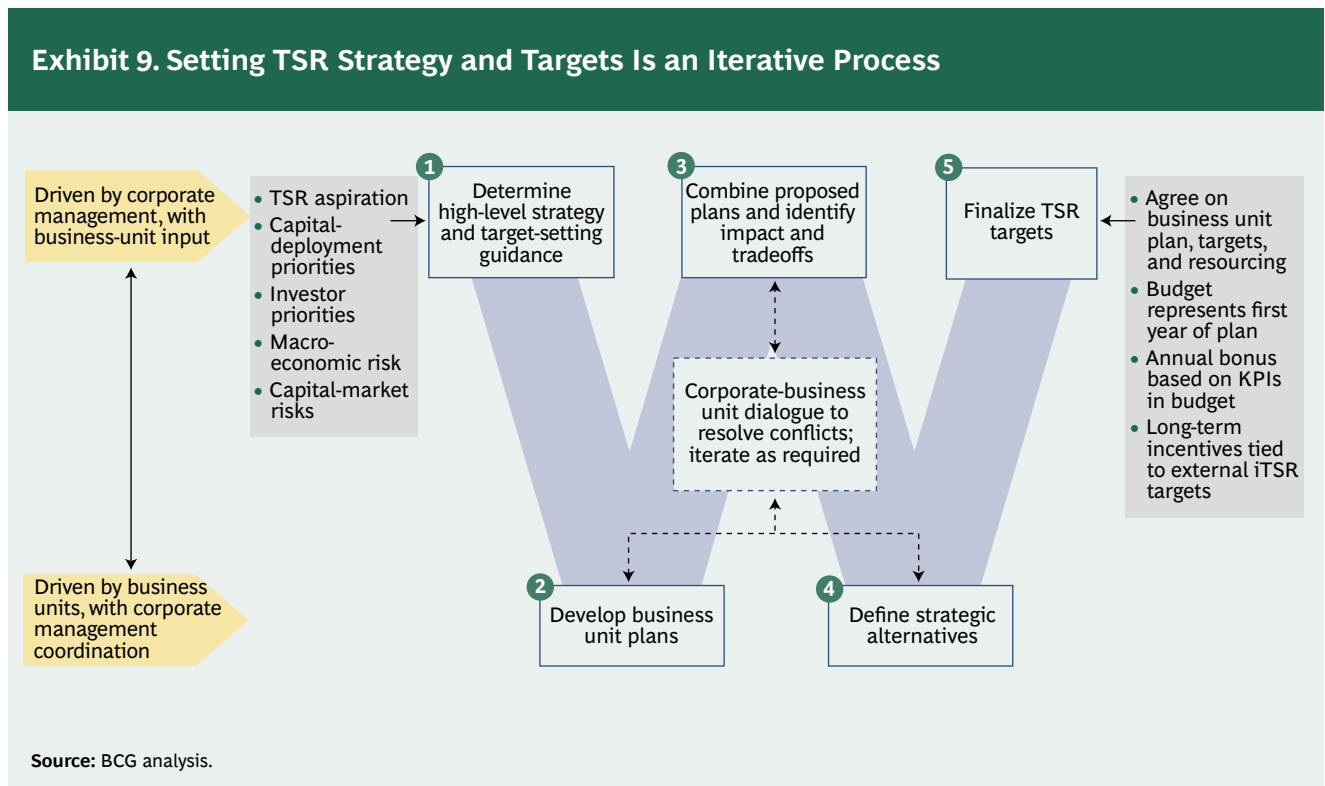 Exhibit 9. Setting TSR Strategy and Targets Is an Iterative Process
Driven by corporate
management, with
business-unit input
• TSR aspiration
• Capital-
deployment
priorities
• Investor
priorities
• Macro-
economic risk
• Capital-market
risks
1
Determine
high-level strategy
and target-setting
guidance
3
Combine proposed
plans and identify
impact and
tradeoffs
5
Finalize TSR
targets
• Agree on
business unit
plan, targets,
and resourcing
• Budget
represents first
year of plan
• Annual bonus
based on KPIs
in budget
• Long-term
incentives tied
to external iTSR
targets
Corporate-business
unit dialogue to
resolve conflicts;
iterate as required
Driven by business
units, with corporate
management
coordination
2
Develop business
unit plans
4
Define strategic
alternatives
Source: BCG analysis.